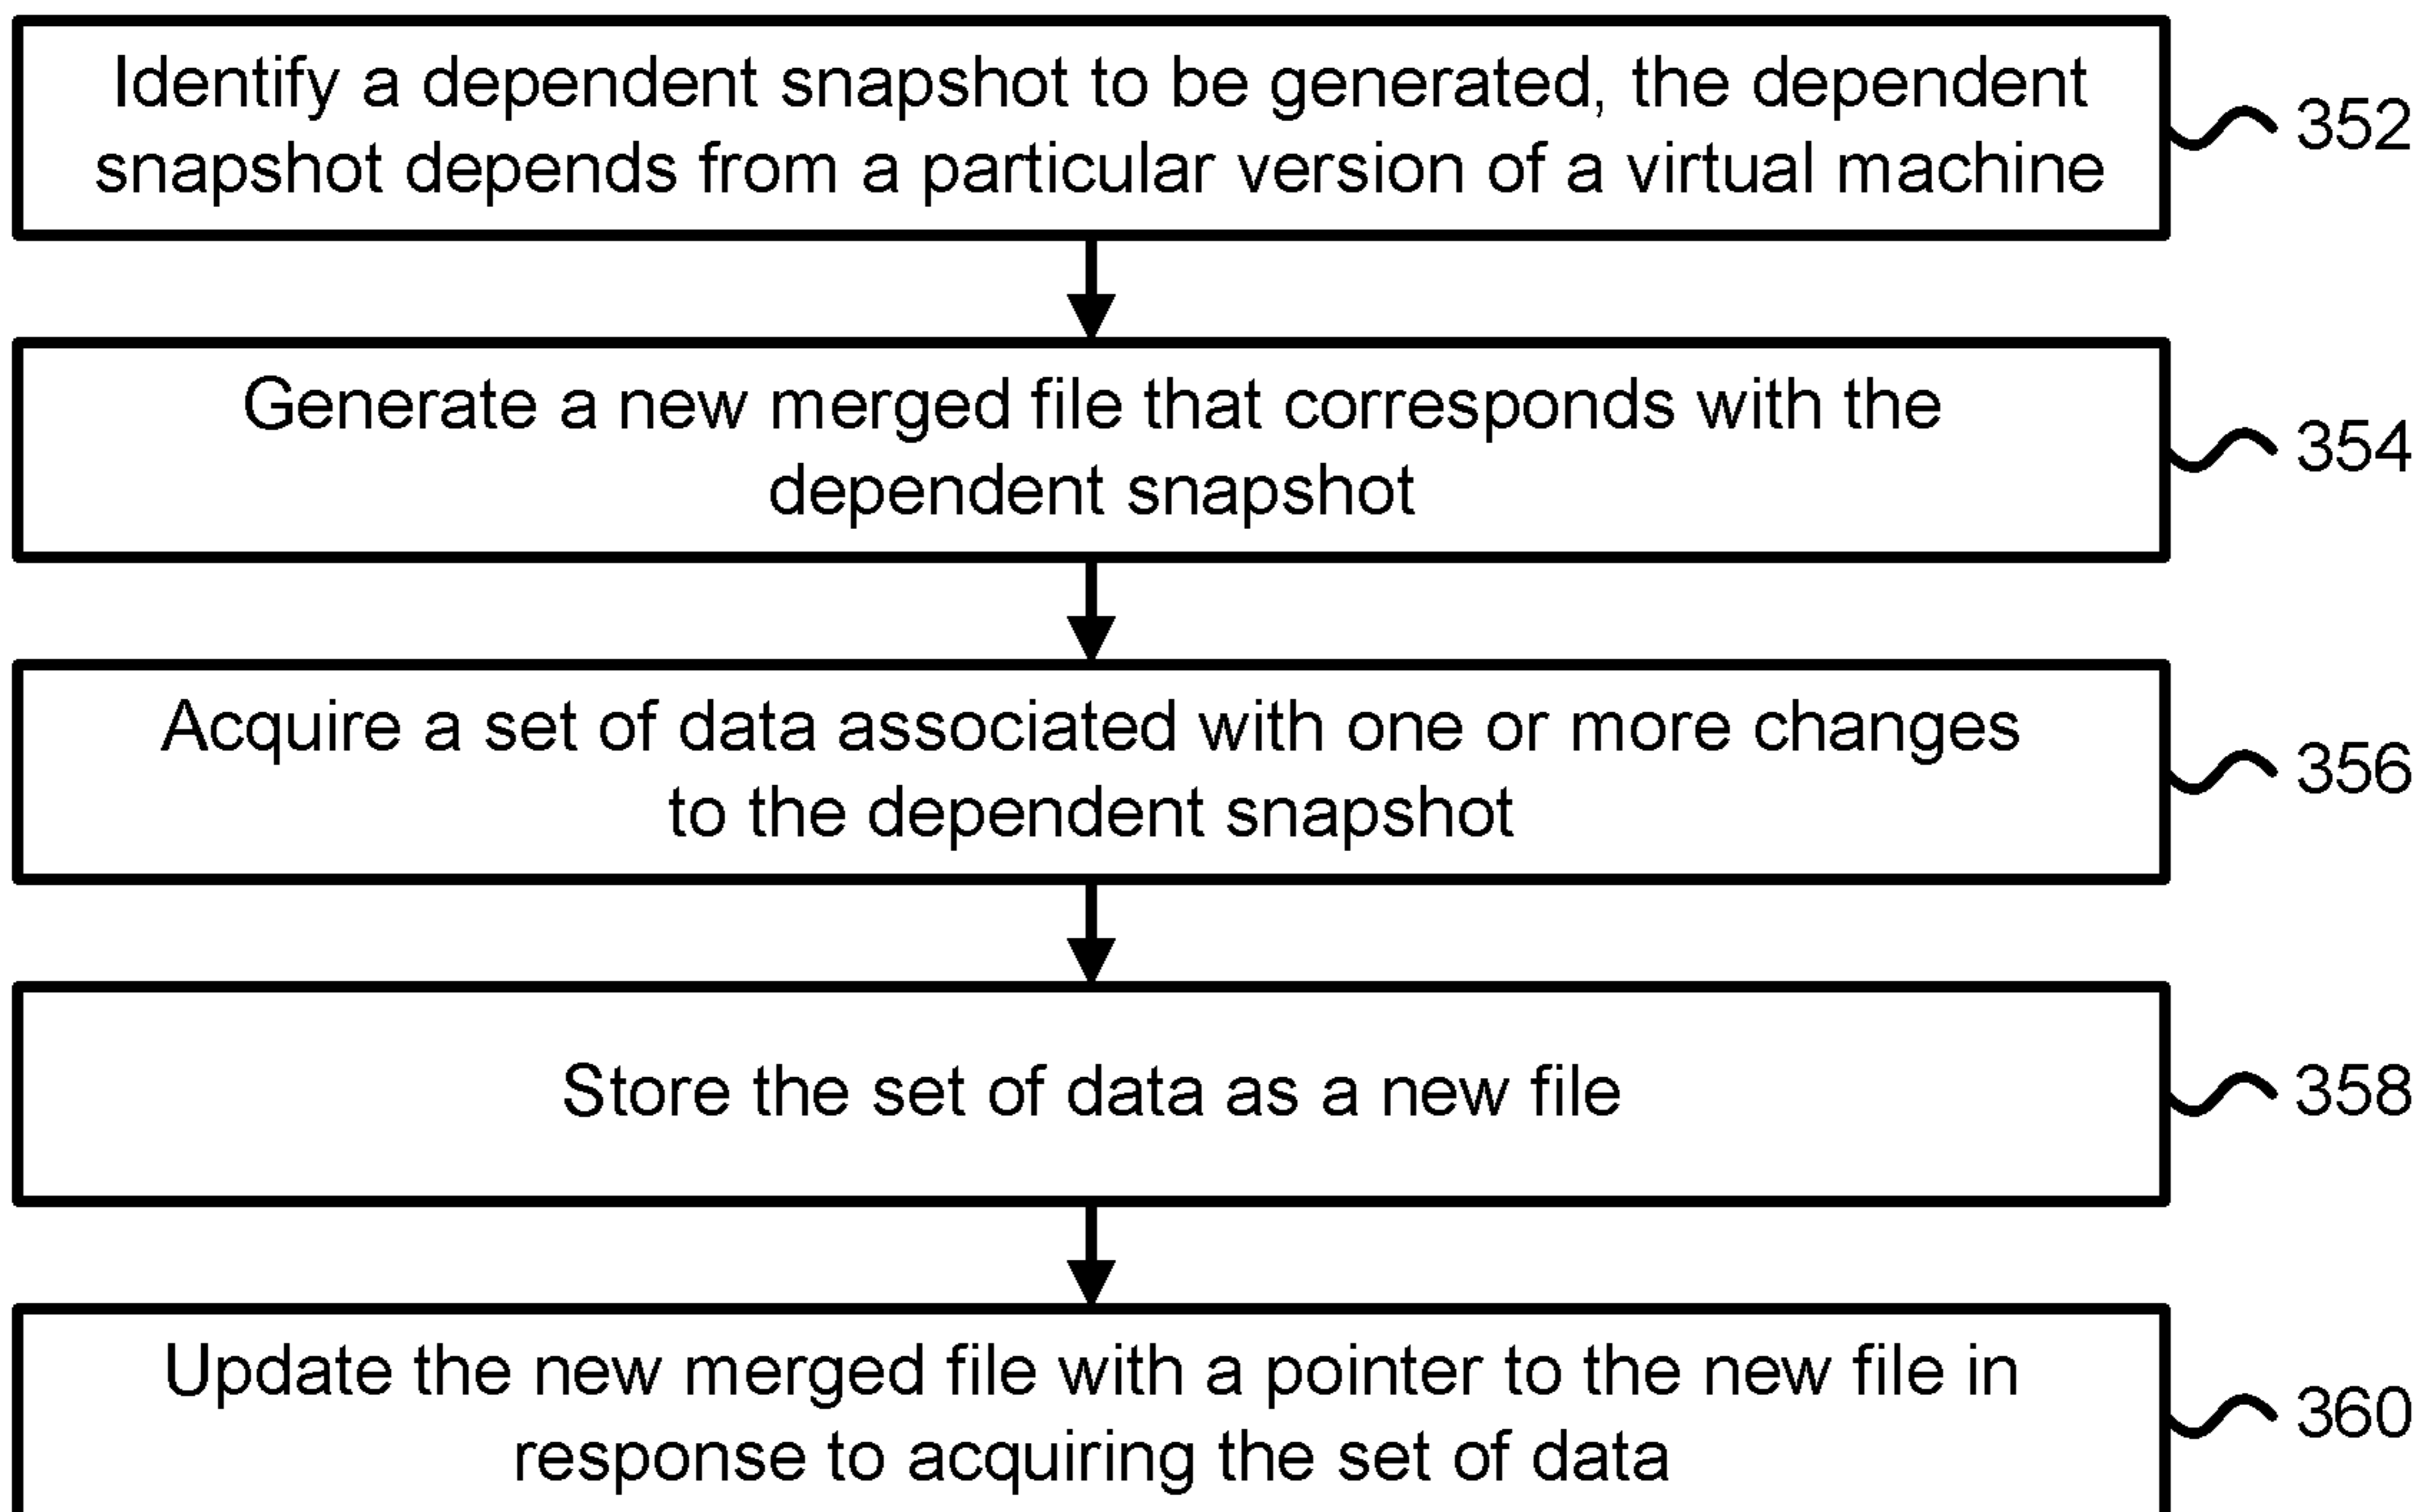 Identify a dependent snapshot to be generated, the dependent
snapshot depends from a particular version of a virtual machine
352
Generate a new merged file that corresponds with the
dependent snapshot
354
Acquire a set of data associated with one or more changes
to the dependent snapshot
356
Store the set of data as a new file
358
Update the new merged file with a pointer to the new file in
response to acquiring the set of data
360